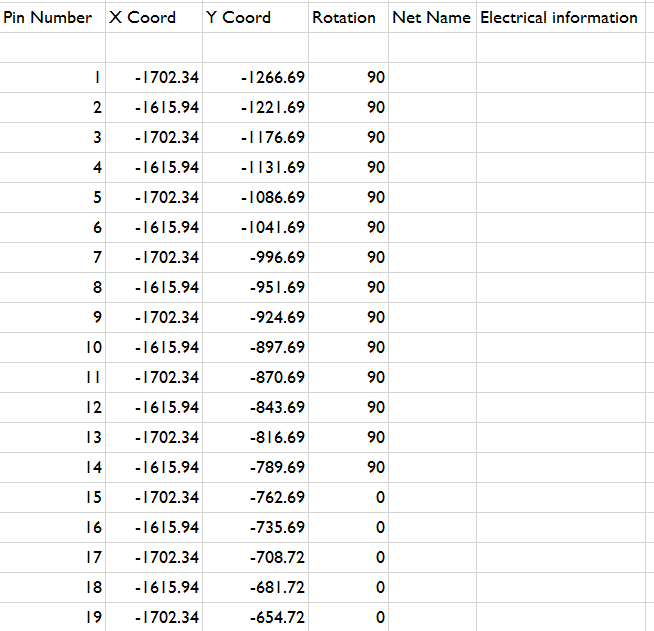 Pin Number X Coord Y Coord Rotation Net Name Electrical information
1 -1702.34 -1266.69 90
2 -1615.94 -1221.69 90
3 -1702.34 -1176.69 90
4 -1615.94 -1131.69 90
5 -1702.34 -1086.69 90
6 -1615.94 -1041.69 90
7 -1702.34 -996.69 90
8 -1615.94 -951.69 90
9 -1702.34 -924.69 90
10 -1615.94 -897.69 90
11 -1702.34 -870.69 90
12 -1615.94 -843.69 90
13 -1702.34 -816.69 90
14 -1615.94 -789.69 90
15 -1702.34 -762.69 0
16 -1615.94 -735.69 0
17 -1702.34 -708.72 0
18 -1615.94 -681.72 0
19 -1702.34 -654.72 0